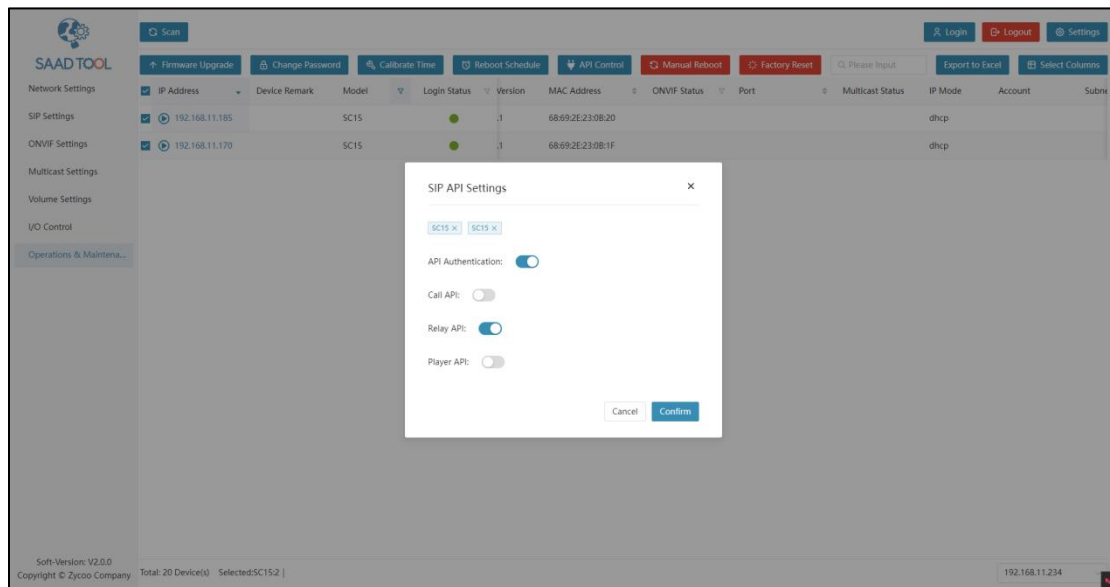 SAAD TOOL
Scan
Login Logout Settings
Firmware Upgrade Change Password Calibrate Time Reboot Schedule API Control Manual Reboot Factory Reset Please Input Export to Excel Select Columns
Network Settings
SIP Settings
ONVIF Settings
Multicast Settings
Volume Settings
I/O Control
Operations & Maintena...
IP Address Device Remark Model Login Status Version MAC Address ONVIF Status Port Multicast Status IP Mode Account Subne
192.168.11.185 SC15 .1 68:69:2E:23:0B:20 dhcp
192.168.11.170 SC15 .1 68:69:2E:23:0B:1F dhcp
SIP API Settings
SC15 × SC15 ×
API Authentication:
Call API:
Relay API:
Player API:
Cancel Confirm
Soft-Version: V2.0.0
Copyright © Zycoo Company
Total: 20 Device(s) Selected:SC15:2 |
192.168.11.234